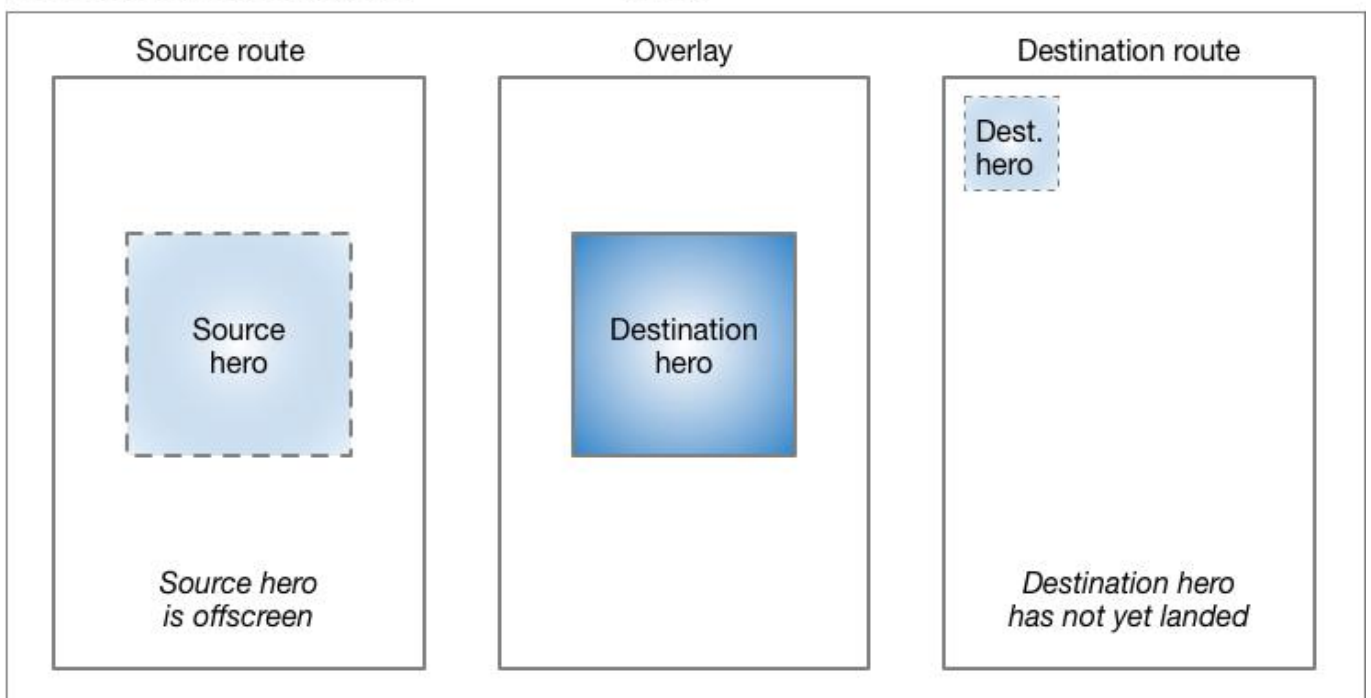 Source route
Overlay
Destination route
Source
hero
Destination
hero
Dest.
hero
Source hero
is offscreen
Destination hero
has not yet landed